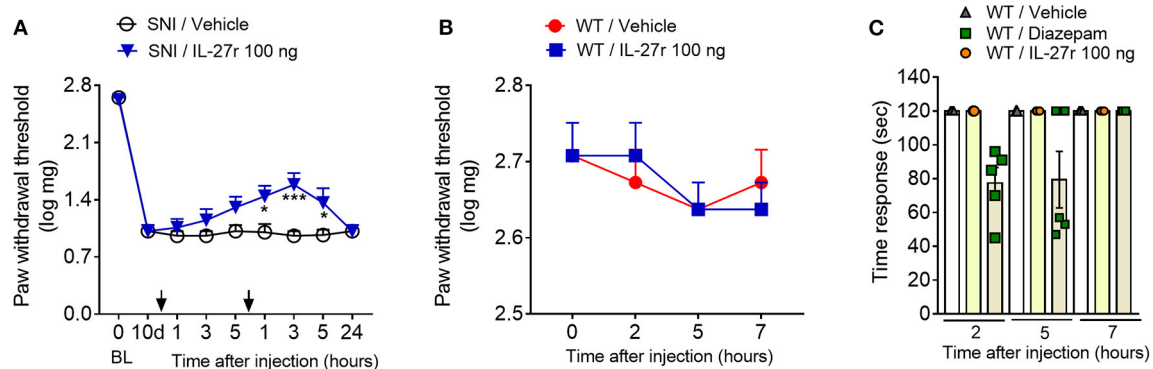 A
SNI / Vehicle
SNI / IL-27r 100 ng
Paw withdrawal threshold
(log mg)
2.8
2.1
1.4
0.7
0.0
*
***
*
0 10d 1 3 5 1 3 5 24
BL Time after injection (hours)
B
WT / Vehicle
WT / IL-27r 100 ng
Paw withdrawal threshold
(log mg)
2.8
2.7
2.6
2.5
0 2 5 7
Time after injection (hours)
C
WT / Vehicle
WT / Diazepam
WT / IL-27r 100 ng
Time response (sec)
140
120
100
80
60
40
20
0
2 5 7
Time after injection (hours)